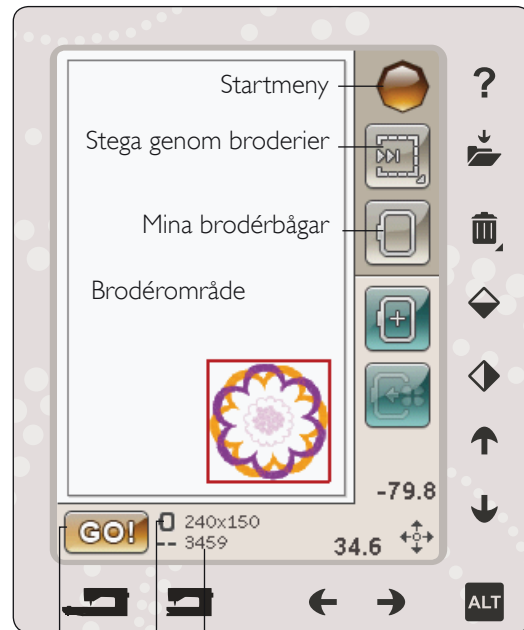 Startmeny
?
Stega genom broderier
Mina brodérbågar
Brodérområde
-79.8
GO!
240x150
-- 3459
34.6
ALT